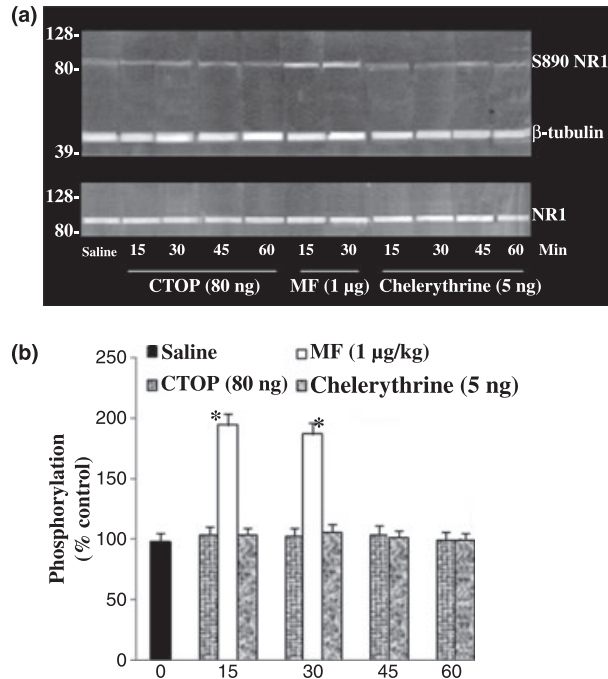 (a)
128-
80-
S890 NR1
β-tubulin
39-
128-
80-
NR1
Saline 15 30 45 60 15 30 15 30 45 60 Min
CTOP (80 ng) MF (1 μg) Chelerythrine (5 ng)
(b)
Saline MF (1 μg/kg)
CTOP (80 ng) Chelerythrine (5 ng)
Phosphorylation
(% control)
250
200
150
100
50
0
* *
0 15 30 45 60